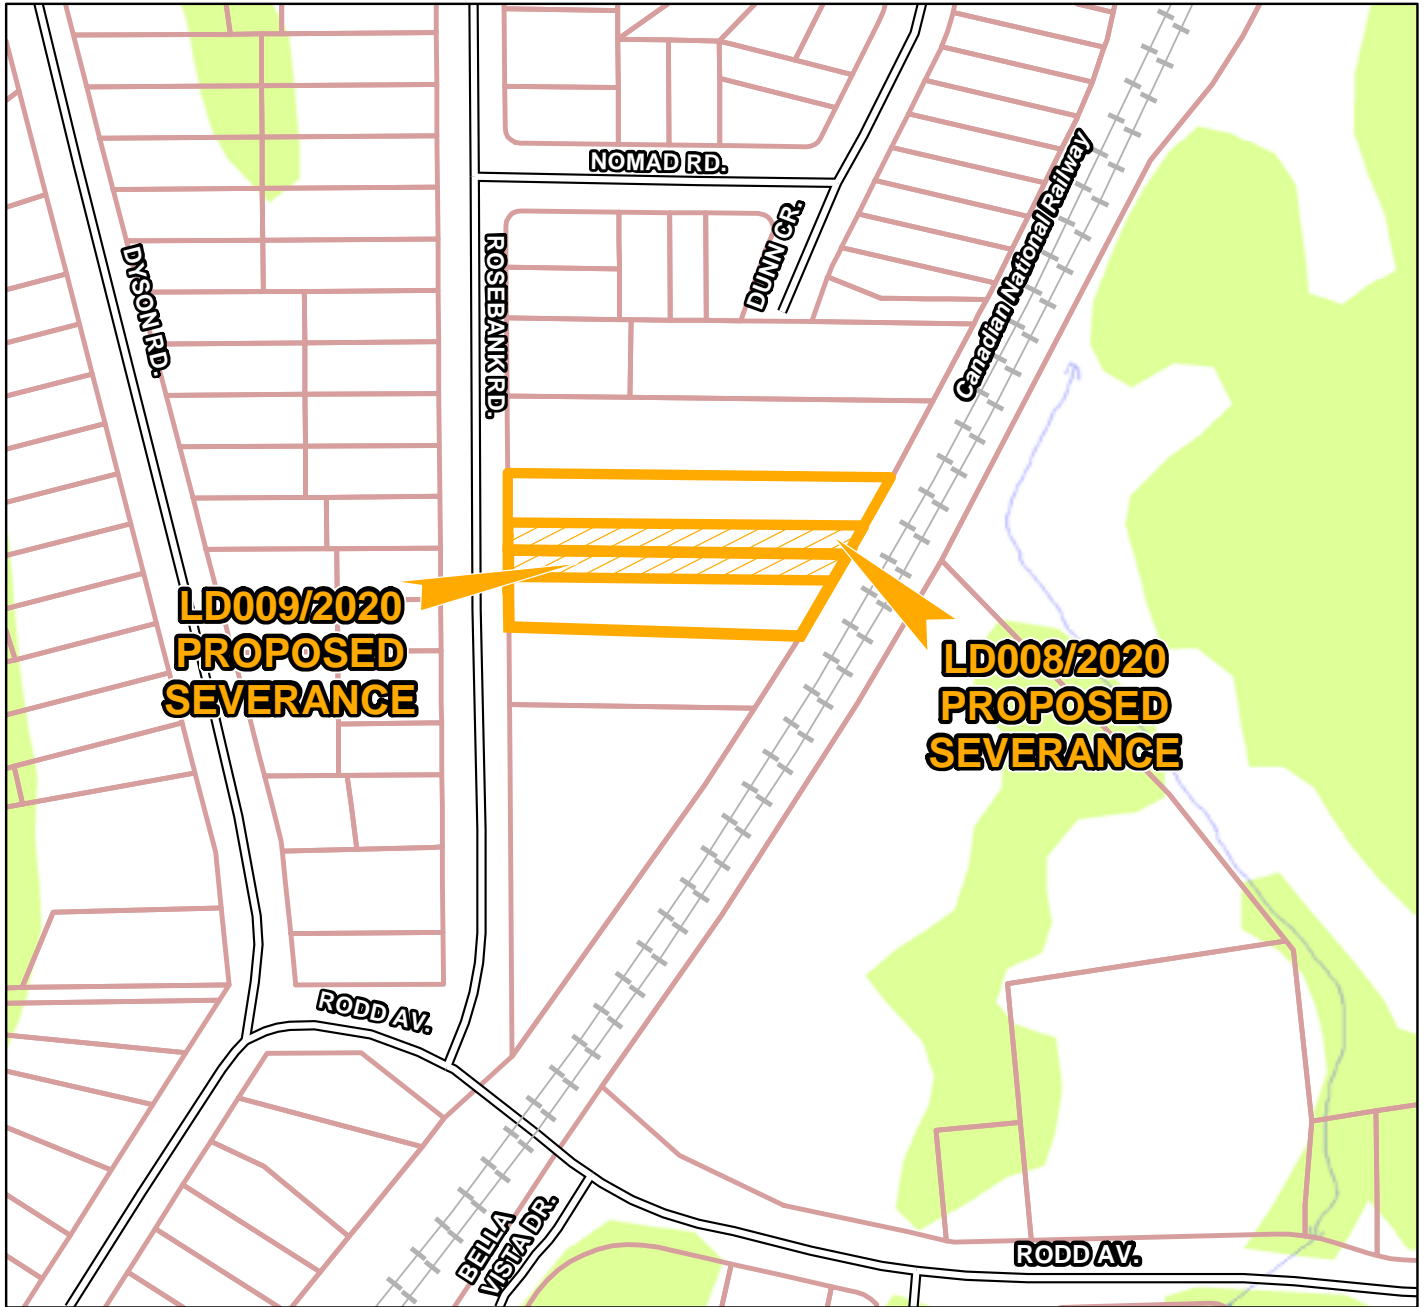 NOMAD RD.
DUNN CR.
Canadian National Railway
DYSON RD.
ROSEBANK RD.
LD009/2020
PROPOSED
SEVERANCE
LD008/2020
PROPOSED
SEVERANCE
RODD AV.
BELLA
VISTA DR.
RODD AV.